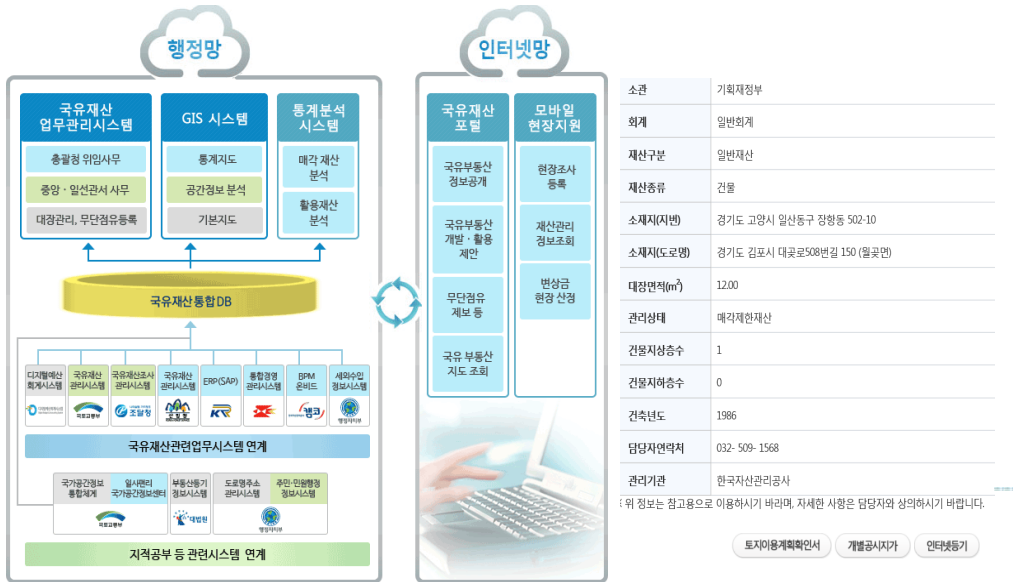 행정망
국유재산
업무관리시스템
총괄청 위임사무
중앙 · 일선관서 사무
대장관리, 무단점유등록
GIS 시스템
통계지도
공간정보 분석
기본지도
통계분석
시스템
매각 재산
분석
활용재산
분석
국유재산통합DB
디지털예산
회계시스템
국유재산
관리시스템
국토교통부
국유재산조사
관리시스템
조달청
국유재산
관리시스템
ERP(SAP)
KR
통합경영
관리시스템
BPM
온비드
캠코
세외수입
정보시스템
행정자치부
국유재산관련업무시스템 연계
국가공간정보
통합체계
일사편리
국가공간정보센터
국토교통부
부동산등기
정보시스템
대법원
도로명주소
관리시스템
주민·민원행정
정보시스템
행정자치부
지적공부 등 관련시스템 연계
인터넷망
국유재산
포털
국유부동산
정보공개
국유부동산
개발 · 활용
제안
무단점유
제보 등
국유 부동산
지도 조회
모바일
현장지원
현장조사
등록
재산관리
정보조회
변상금
현장 산정
소관 기획재정부
회계 일반회계
재산구분 일반재산
재산종류 건물
소재지(지번) 경기도 고양시 일산동구 장항동 502-10
소재지(도로명) 경기도 김포시 대곶로508번길 150 (월곶면)
대장면적(㎡) 12.00
관리상태 매각제한재산
건물지상층수 1
건물지하층수 0
건축년도 1986
담당자연락처 032- 509- 1568
관리기관 한국자산관리공사
위 정보는 참고용으로 이용하시기 바라며, 자세한 사항은 담당자와 상의하시기 바랍니다.
토지이용계획확인서 개별공시지가 인터넷등기